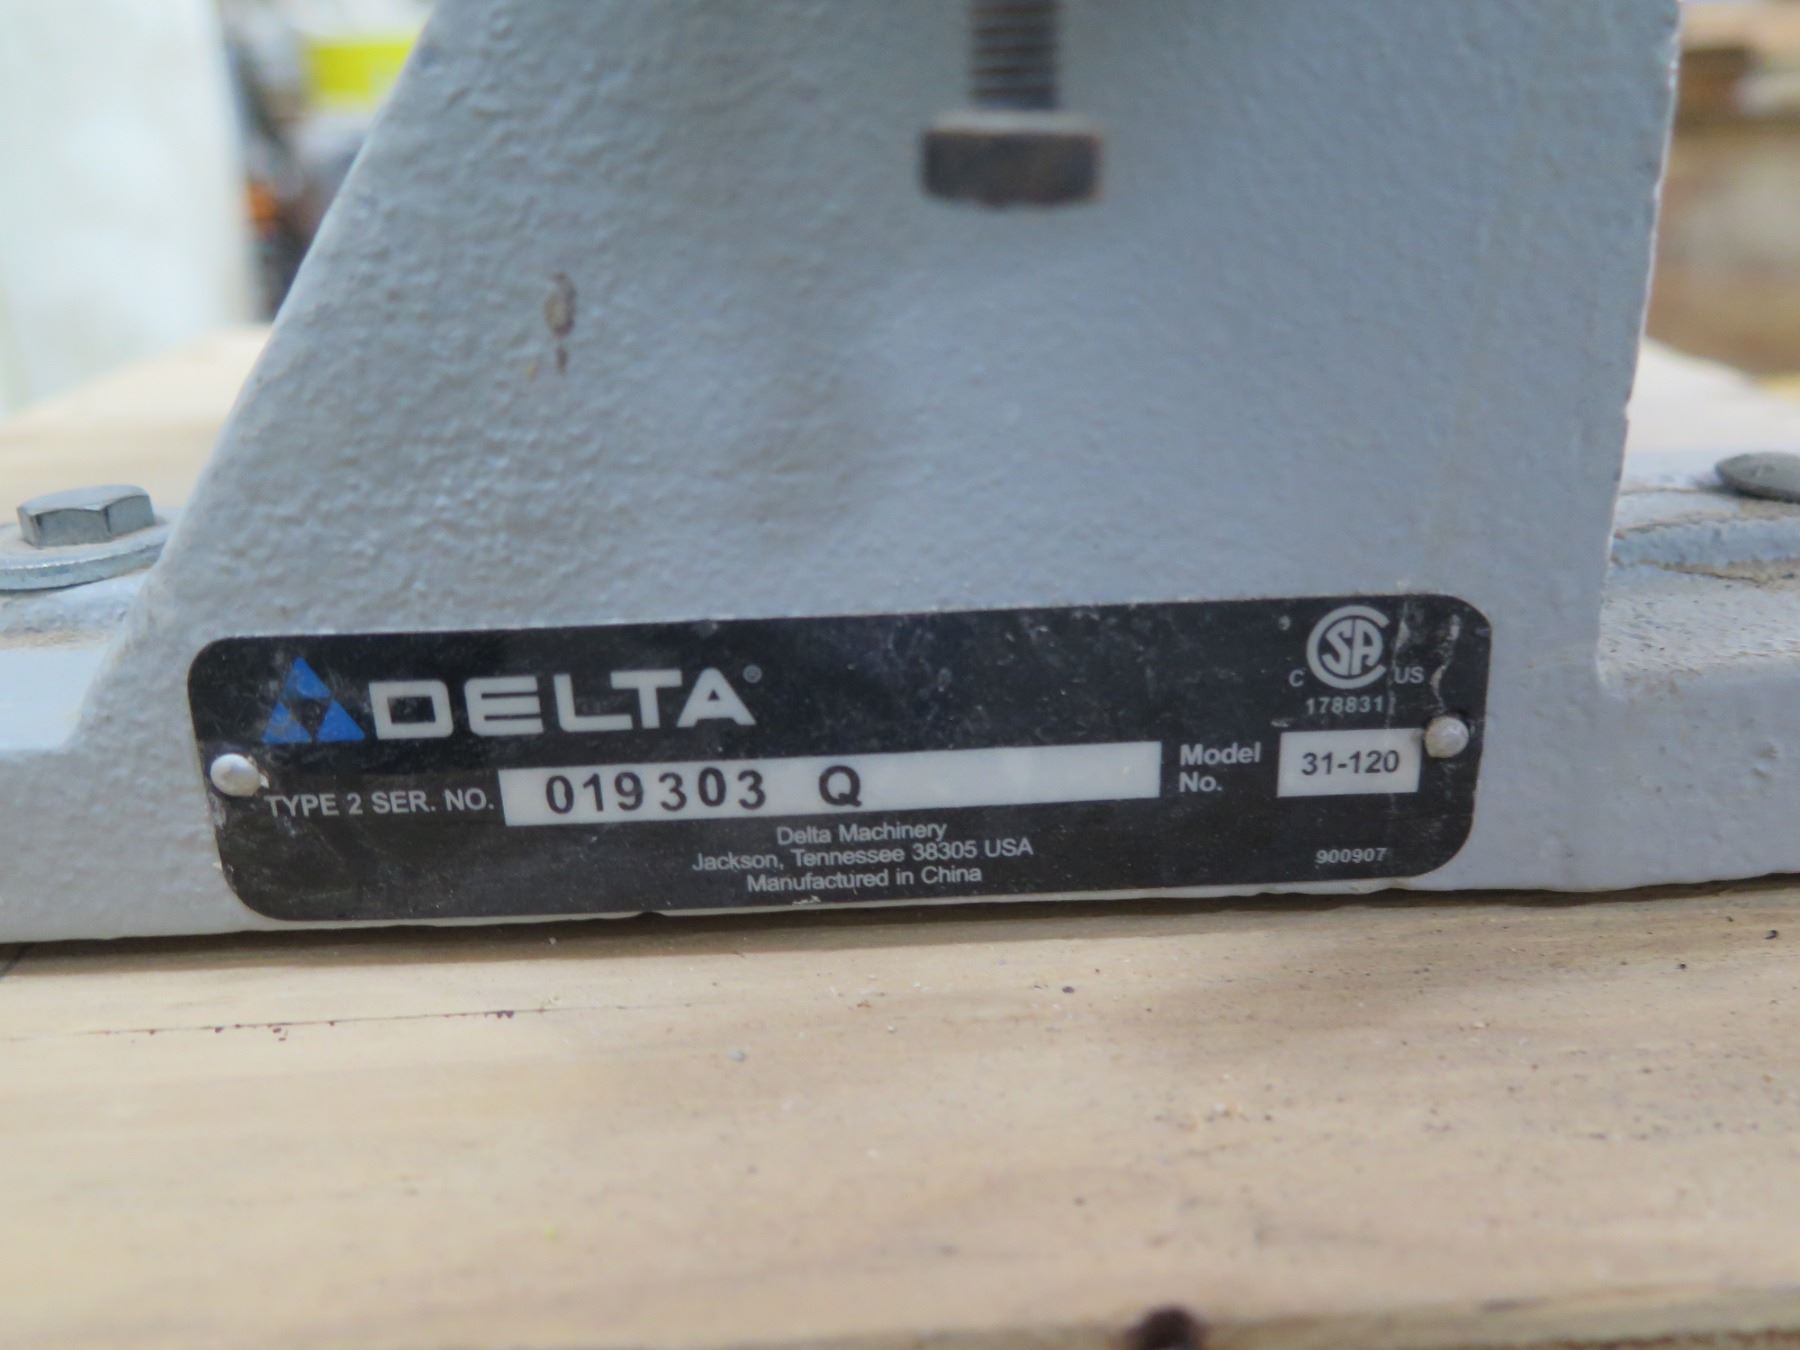 DELTA®
C SA US
178831
TYPE 2 SER. NO. 019303 Q
Model No. 31-120
Delta Machinery
Jackson, Tennessee 38305 USA
Manufactured in China
900907